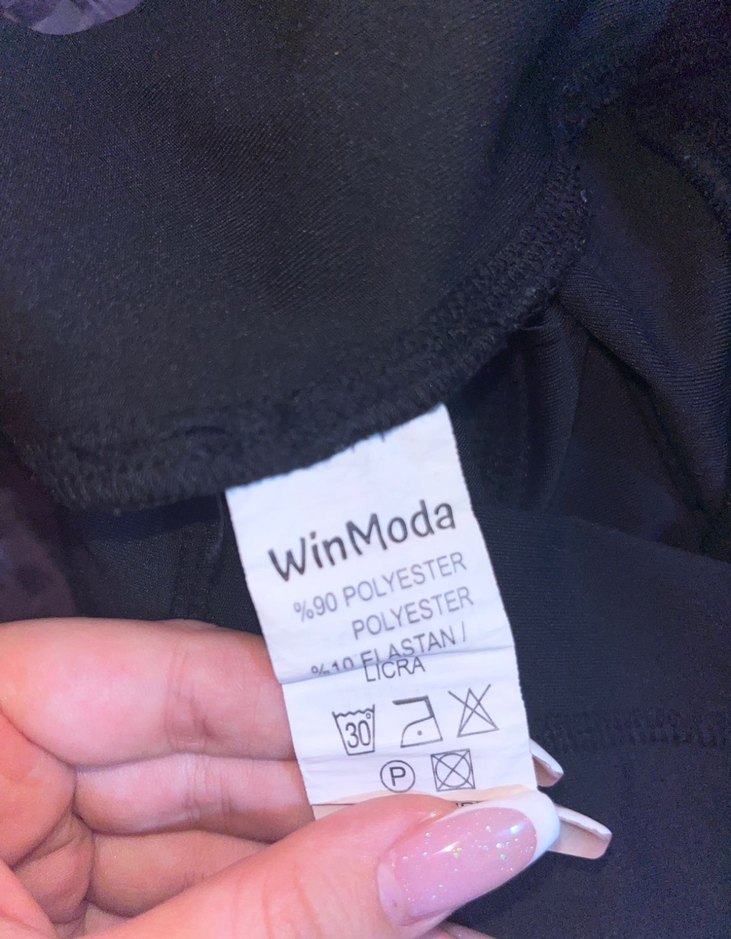 WinModa
%90 POLYESTER
POLYESTER
%10 ELASTAN /
LICRA
30°
P